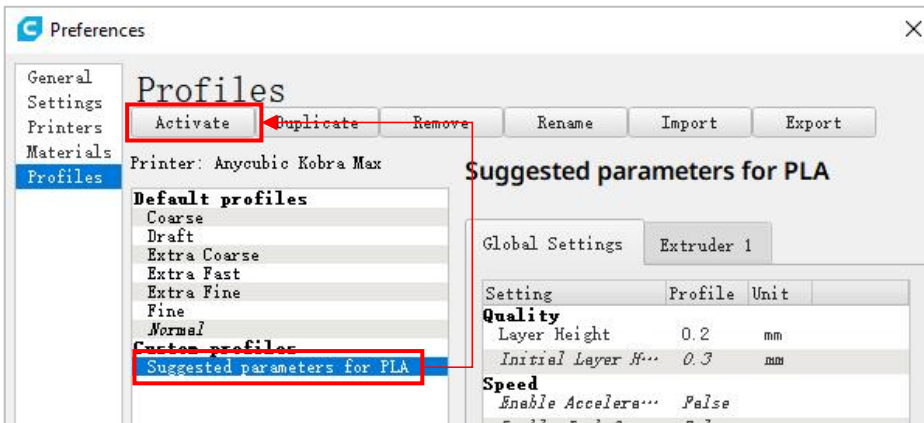 Preferences
General
Settings
Printers
Materials
Profiles
Profiles
Activate Duplicate Remove Rename Import Export
Printer: Anycubic Kobra Max
Default profiles
Coarse
Draft
Extra Coarse
Extra Fast
Extra Fine
Fine
Normal
Custom profiles
Suggested parameters for PLA
Suggested parameters for PLA
Global Settings Extruder 1
Setting Profile Unit
Quality
Layer Height 0.2 mm
Initial Layer H··· 0.3 mm
Speed
Enable Accelera··· False